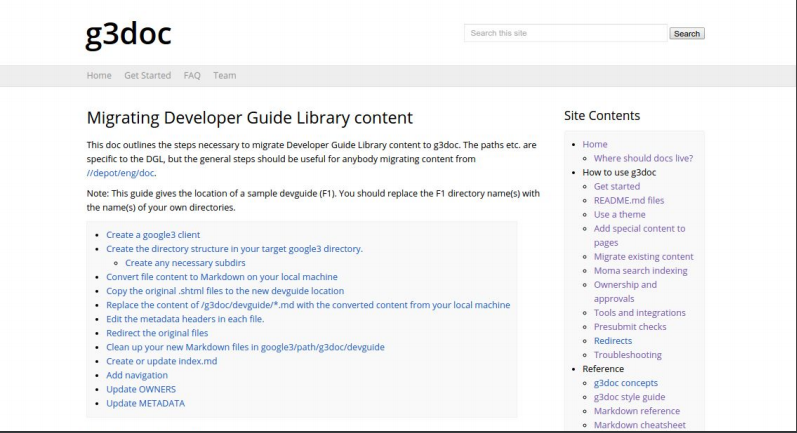 g3doc
Search this site
Search
Home Get Started FAQ Team
Migrating Developer Guide Library content
This doc outlines the steps necessary to migrate Developer Guide Library content to g3doc. The paths etc. are
specific to the DGL, but the general steps should be useful for anybody migrating content from
//depot/eng/doc.
Note: This guide gives the location of a sample devguide (F1). You should replace the F1 directory name(s) with
the name(s) of your own directories.
Create a google3 client
Create the directory structure in your target google3 directory.
Create any necessary subdirs
Convert file content to Markdown on your local machine
Copy the original .shtml files to the new devguide location
Replace the content of /g3doc/devguide/*.md with the converted content from your local machine
Edit the metadata headers in each file.
Redirect the original files
Clean up your new Markdown files in google3/path/g3doc/devguide
Create or update index.md
Add navigation
Update OWNERS
Update METADATA
Site Contents
Home
Where should docs live?
How to use g3doc
Get started
README.md files
Use a theme
Add special content to
pages
Migrate existing content
Moma search indexing
Ownership and
approvals
Tools and integrations
Presubmit checks
Redirects
Troubleshooting
Reference
g3doc concepts
g3doc style guide
Markdown reference
Markdown cheatsheet